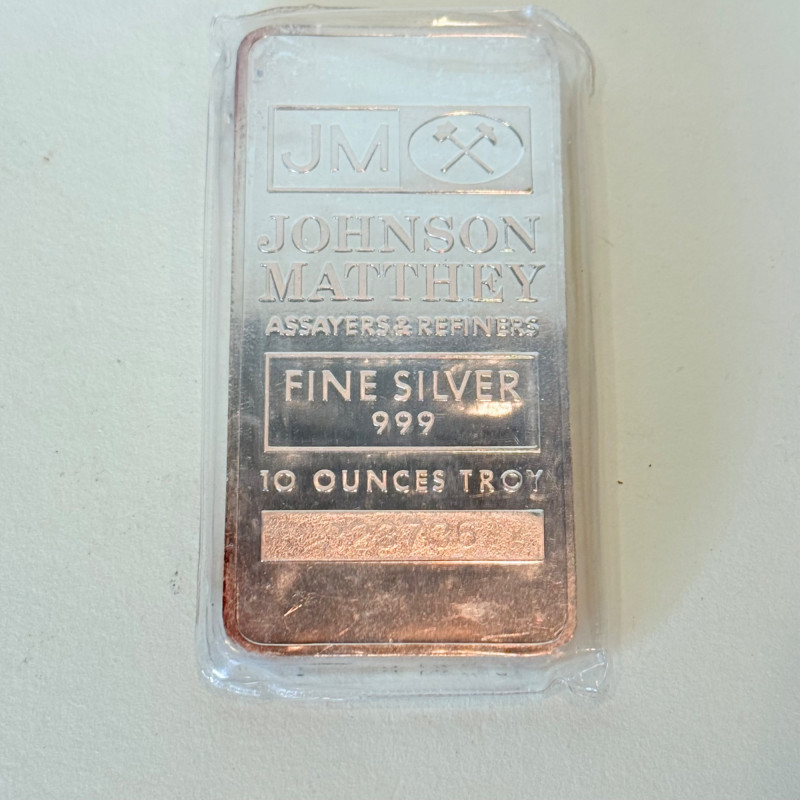 JM
JOHNSON
MATTHEY
ASSAYERS & REFINERS
FINE SILVER
999
10 OUNCES TROY